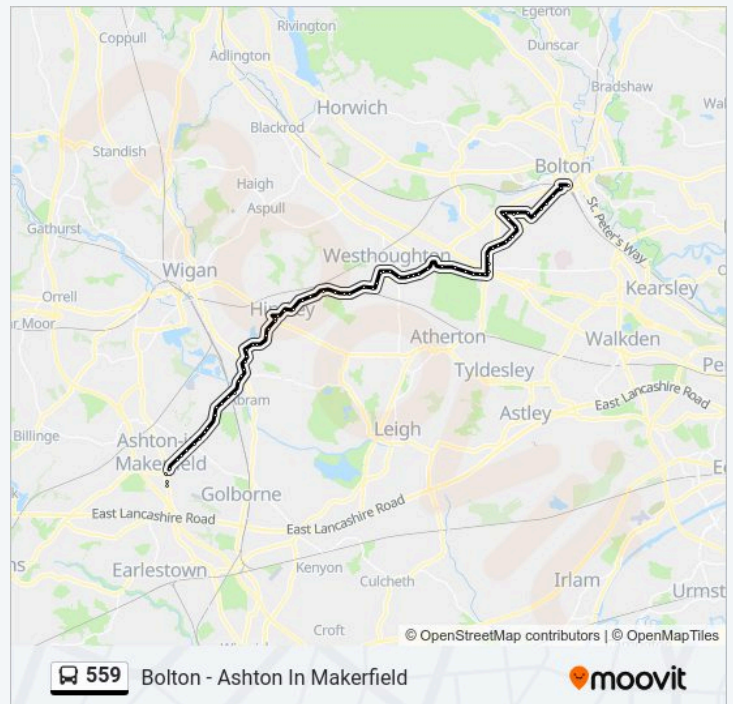 Egerton
Rivington
Coppull
Adlington
Dunscar
Bradshaw
Horwich
Blackrod
Standish
Bolton
Haigh
Aspull
St. Peter's Way
Gathurst
Westhoughton
Wigan
Kearsley
Orrell
Hindley
Atherton
Walkden
Tyldesley
East Lancashire Road
Astley
Billinge
Leigh
Ashton-
Makerfield
Golborne
East Lancashire Road
East Lancashire Road
Earlestown
Kenyon
Culcheth
Irlam
Croft
© OpenStreetMap contributors | © OpenMapTiles
559 Bolton - Ashton In Makerfield
moovit